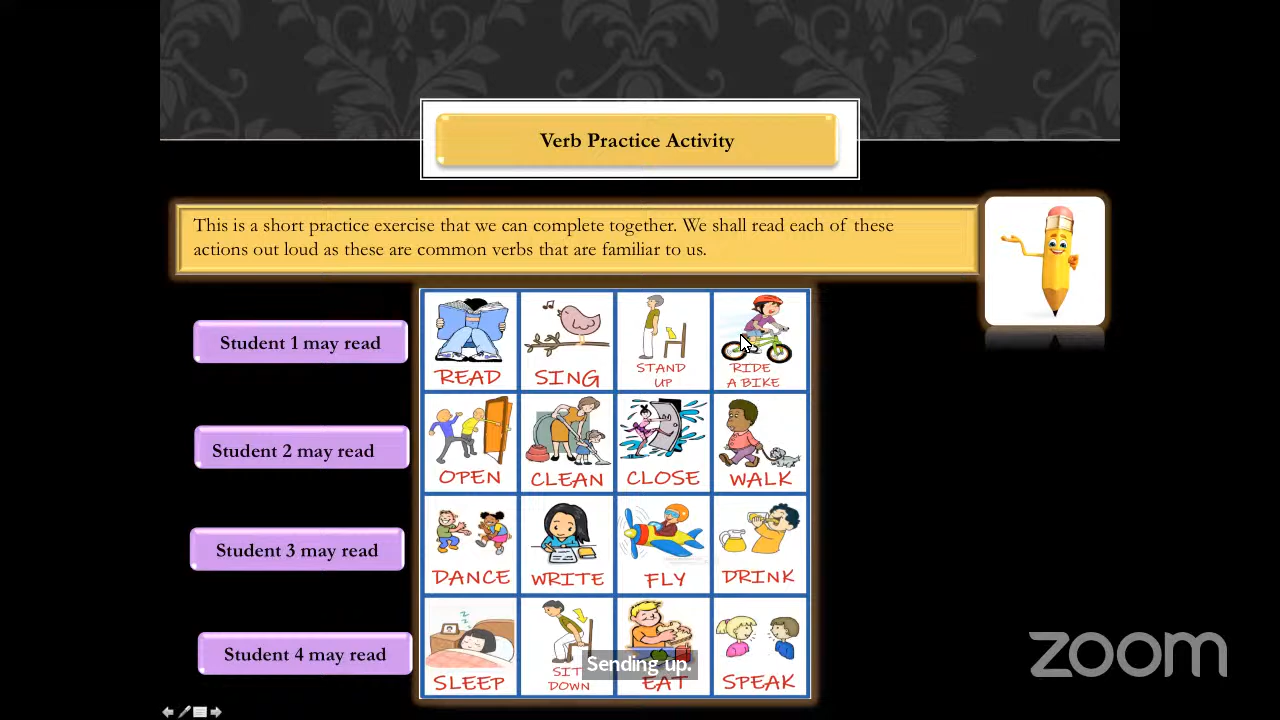 Verb Practice Activity
This is a short practice exercise that we can complete together. We shall read each of these
actions out loud as these are common verbs that are familiar to us.
Student 1 may read
READ
SING
STAND
UP
RIDE
A BIKE
Student 2 may read
OPEN
CLEAN
CLOSE
WALK
Student 3 may read
DANCE
WRITE
FLY
DRINK
Student 4 may read
SLEEP
SIT
DOWN
EAT
SPEAK
Sending up.
zoom